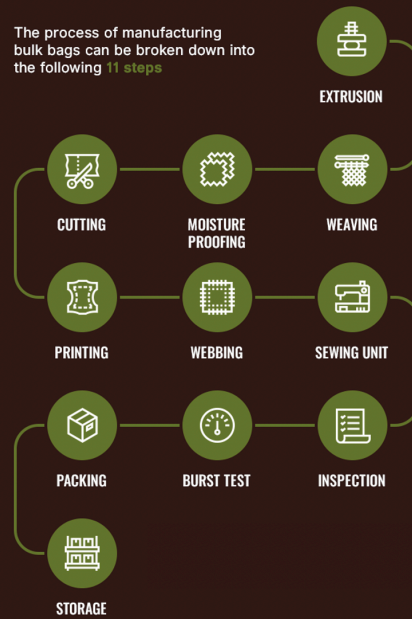 The process of manufacturing
bulk bags can be broken down into
the following 11 steps
EXTRUSION
WEAVING
MOISTURE
PROOFING
CUTTING
PRINTING
WEBBING
SEWING UNIT
INSPECTION
BURST TEST
PACKING
STORAGE